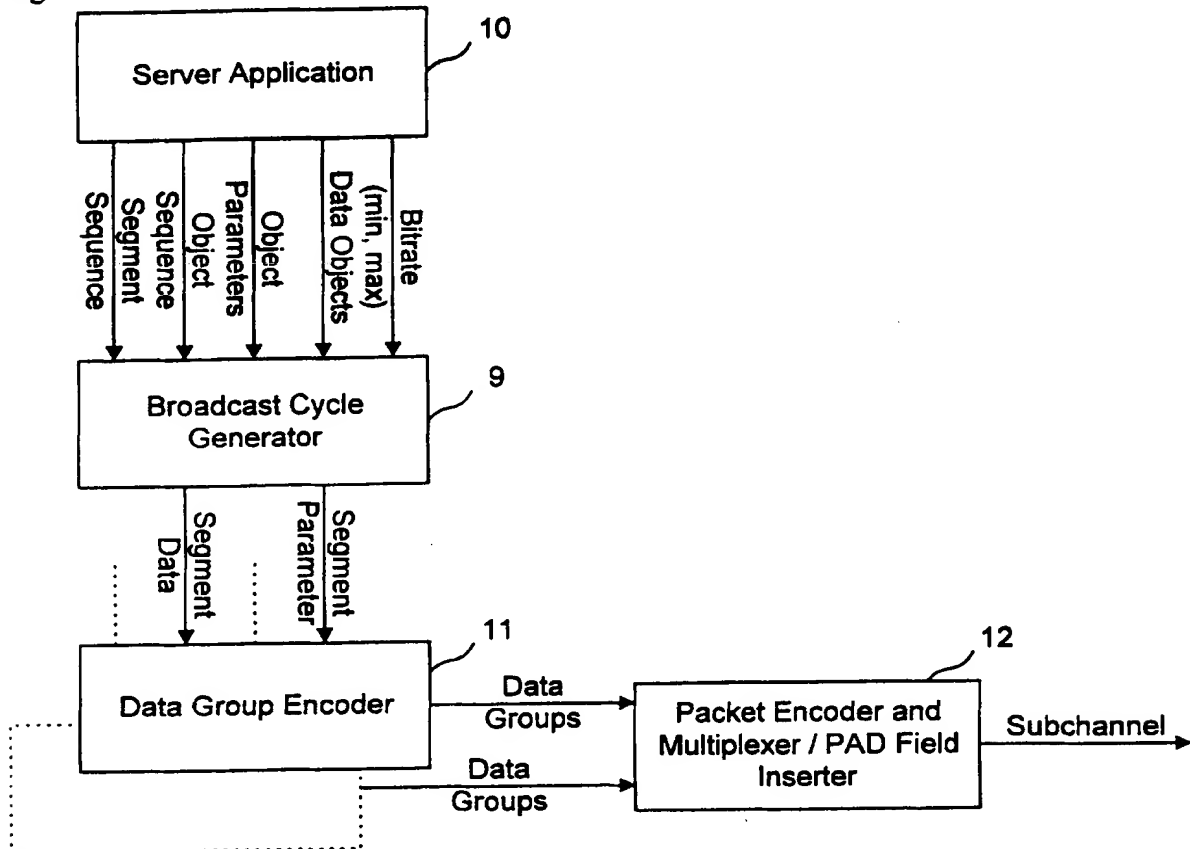 10
Server Application
Segment
Sequence
Object
Sequence
Object
Parameters
Data Objects
Bitrate
(min, max)
9
Broadcast Cycle
Generator
Segment
Data
Segment
Parameter
11
Data Group Encoder
Data
Groups
Data
Groups
12
Packet Encoder and
Multiplexer / PAD Field
Inserter
Subchannel